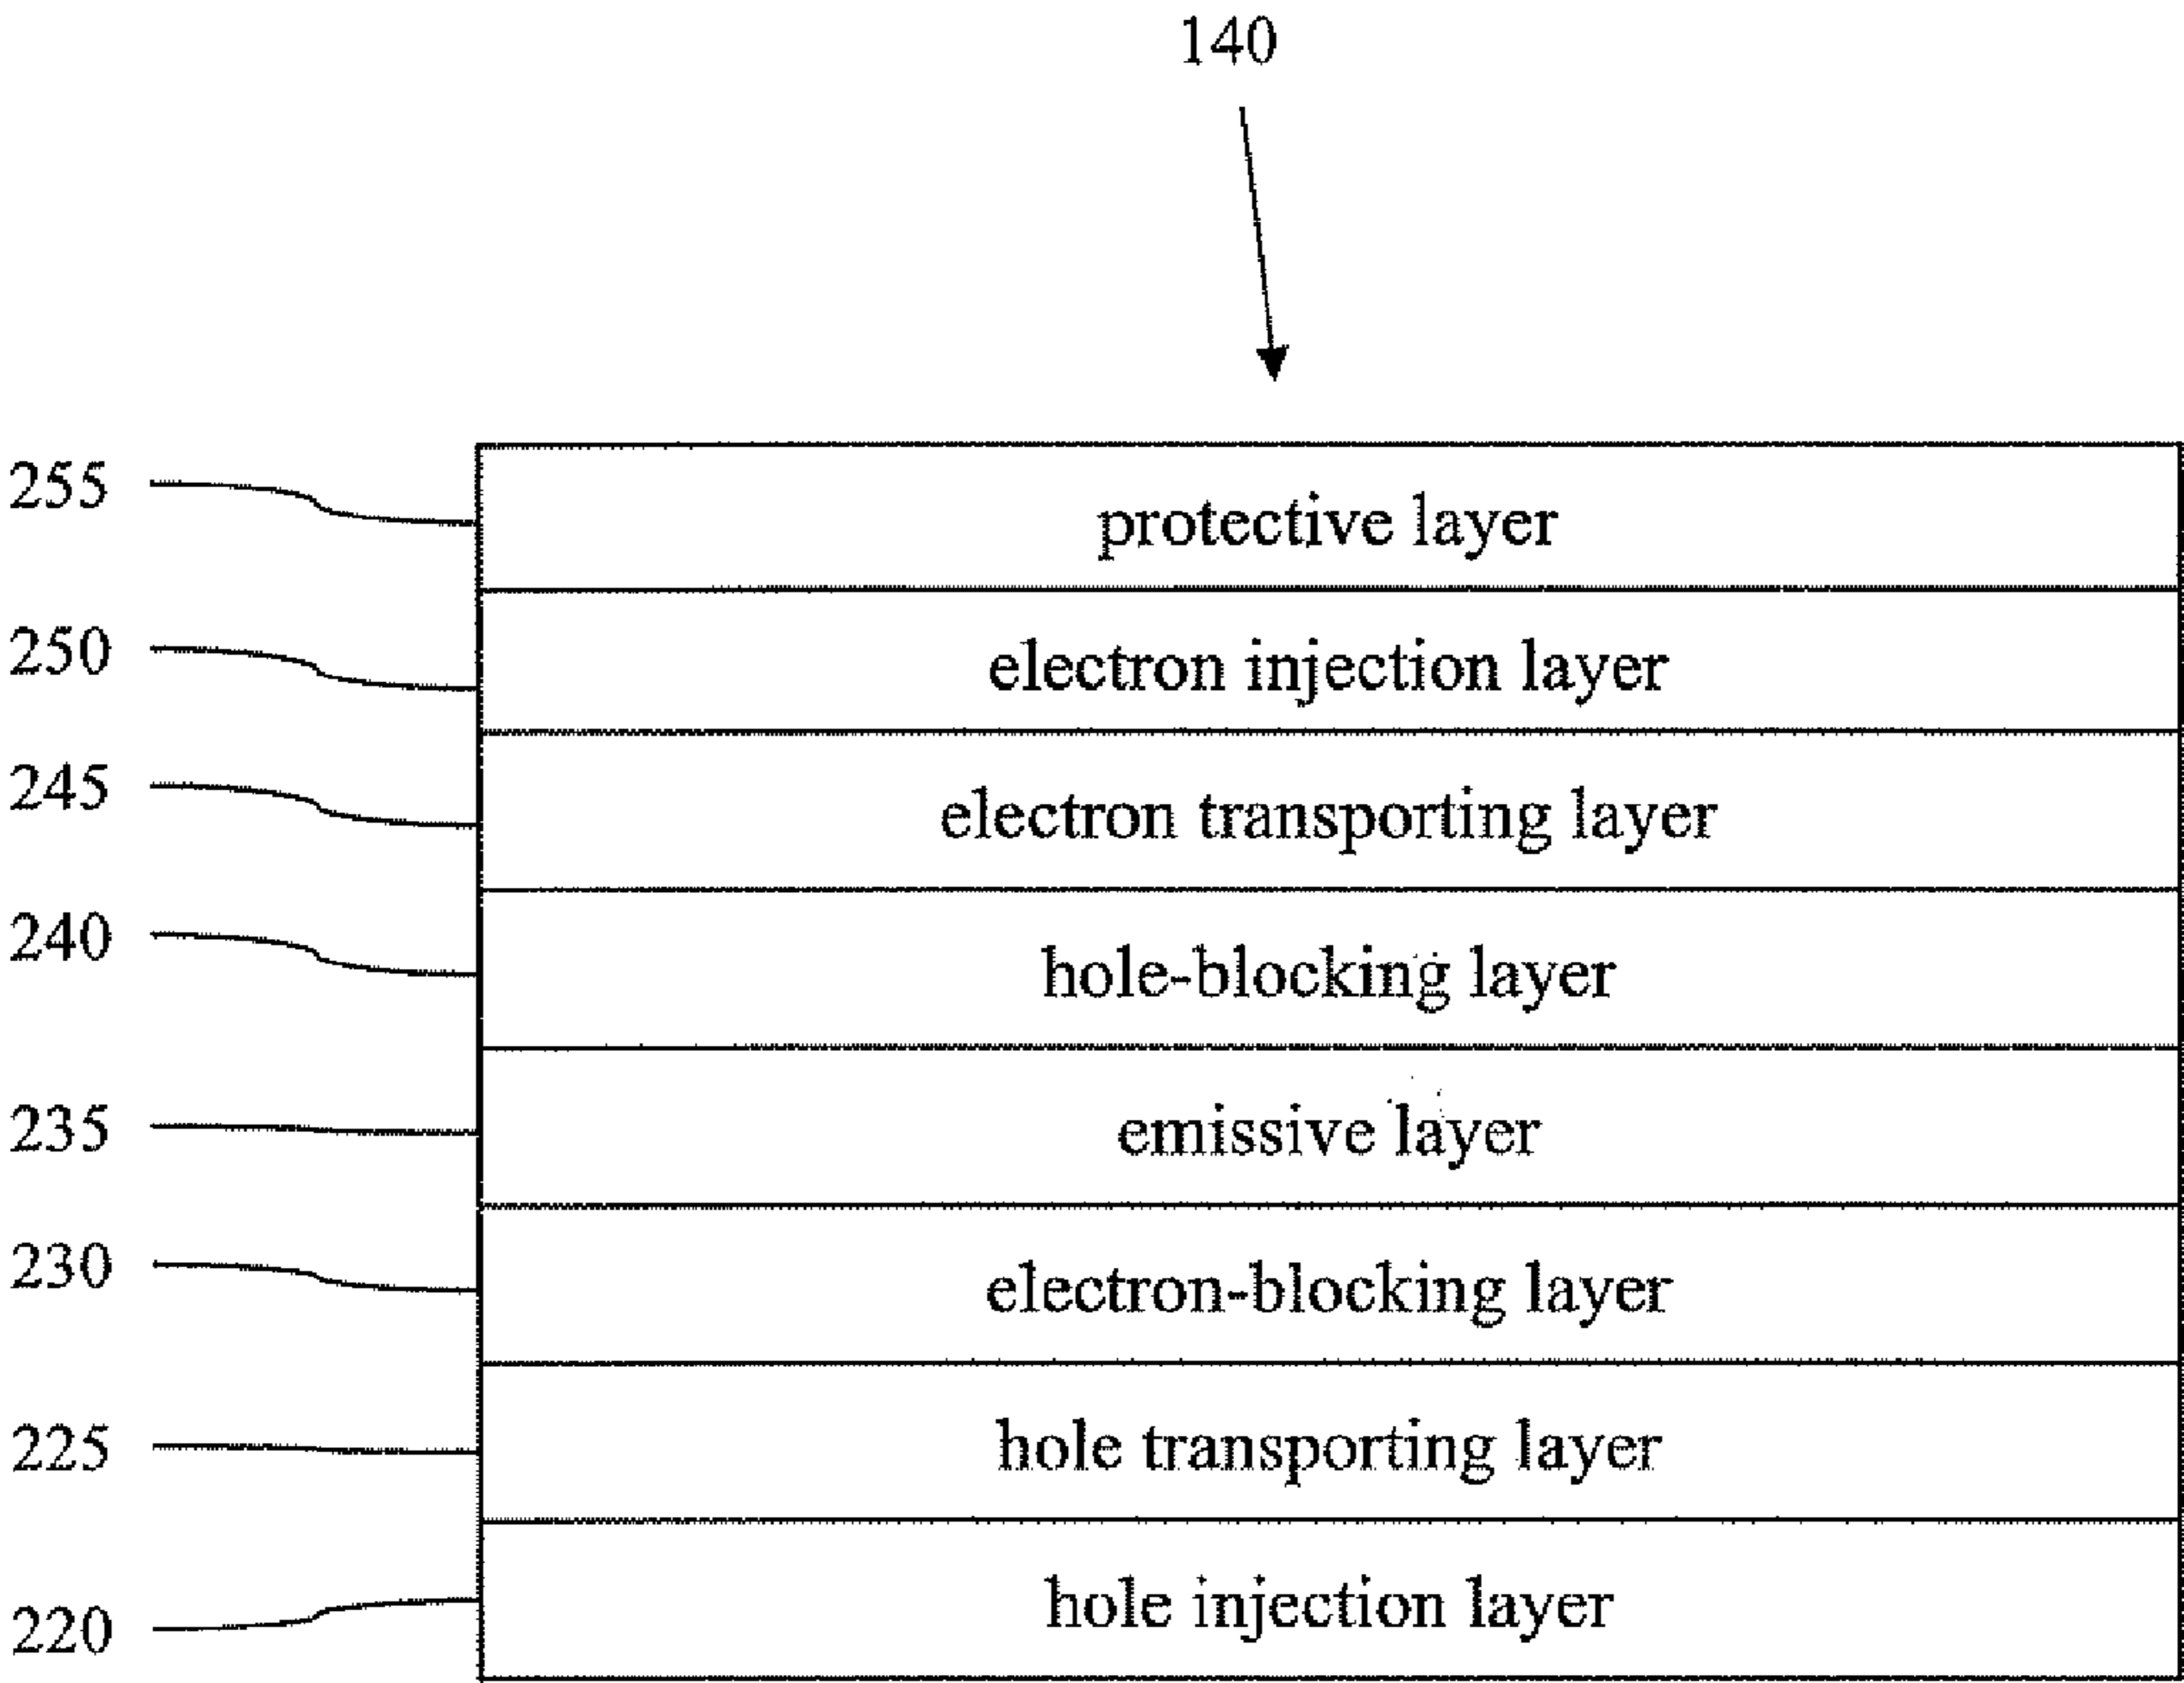 140
255 protective layer
250 electron injection layer
245 electron transporting layer
240 hole-blocking layer
235 emissive layer
230 electron-blocking layer
225 hole transporting layer
220 hole injection layer